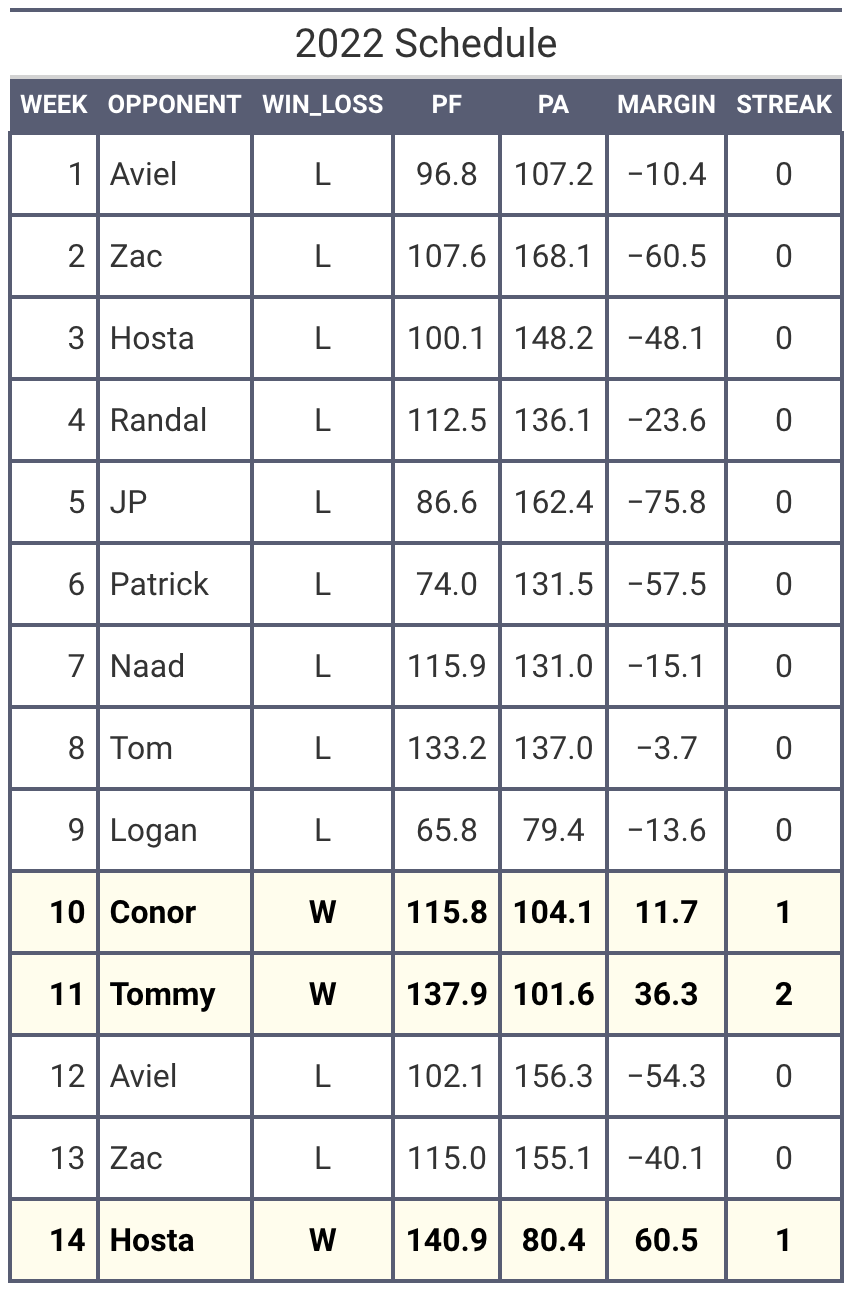 2022 Schedule
WEEK OPPONENT WIN_LOSS PF PA MARGIN STREAK
1 Aviel L 96.8 107.2 −10.4 0
2 Zac L 107.6 168.1 −60.5 0
3 Hosta L 100.1 148.2 −48.1 0
4 Randal L 112.5 136.1 −23.6 0
5 JP L 86.6 162.4 −75.8 0
6 Patrick L 74.0 131.5 −57.5 0
7 Naad L 115.9 131.0 −15.1 0
8 Tom L 133.2 137.0 −3.7 0
9 Logan L 65.8 79.4 −13.6 0
10 Conor W 115.8 104.1 11.7 1
11 Tommy W 137.9 101.6 36.3 2
12 Aviel L 102.1 156.3 −54.3 0
13 Zac L 115.0 155.1 −40.1 0
14 Hosta W 140.9 80.4 60.5 1